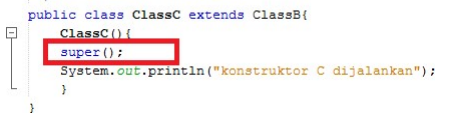 public class ClassC extends ClassB{
ClassC(){
super();
System.out.println("konstruktor C dijalankan");
}
}